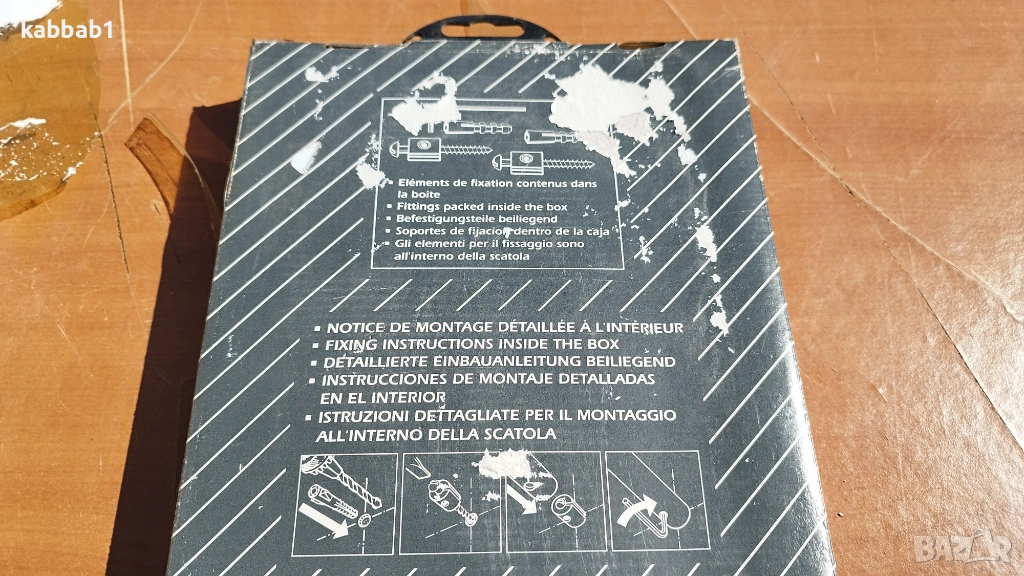 kabbab1
▪ Eléments de fixation contenus dans
la boîte
▪ Fittings packed inside the box
▪ Befestigungsteile beiliegend
▪ Soportes de fijacion dentro de la caja
▪ Gli elementi per il fissaggio sono
all'interno della scatola
▪ NOTICE DE MONTAGE DÉTAILLÉE À L'INTÉRIEUR
▪ FIXING INSTRUCTIONS INSIDE THE BOX
▪ DÉTAILLIERTE EINBAUANLEITUNG BEILIEGEND
▪ INSTRUCCIONES DE MONTAJE DETALLADAS
EN EL INTERIOR
▪ ISTRUZIONI DETTAGLIATE PER IL MONTAGGIO
ALL'INTERNO DELLA SCATOLA
BAZAR